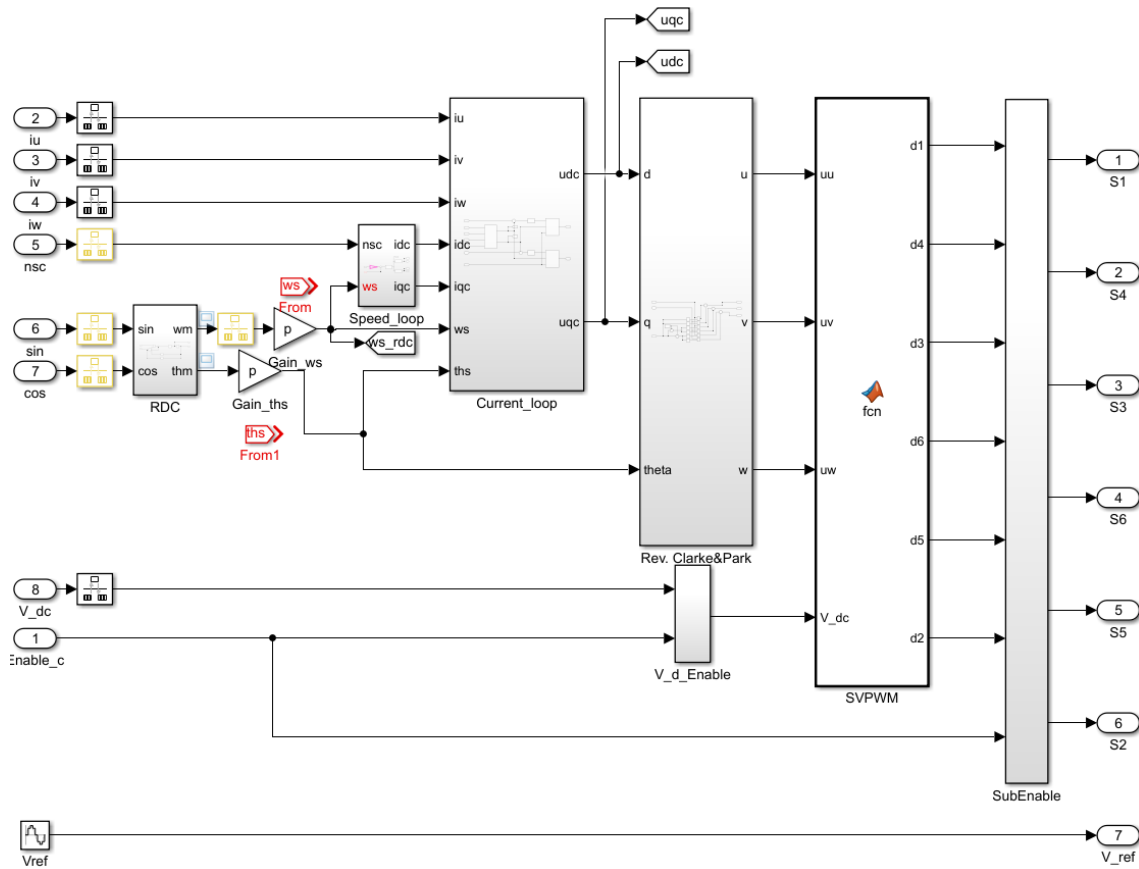 uqc
udc
2
iu
3
iv
4
iw
5
nsc
6
sin
7
cos
sin
cos
wm
thm
RDC
p
Gain_ws
p
Gain_ths
ws
From
ths
From1
nsc
ws
idc
iqc
Speed_loop
ws_rdc
iu
iv
iw
idc
iqc
ws
ths
udc
uqc
Current_loop
d
q
theta
u
v
w
Rev. Clarke&Park
8
V_dc
1
Enable_c
V_d_Enable
uu
uv
uw
V_dc
fcn
d1
d4
d3
d6
d5
d2
SVPWM
SubEnable
1
S1
2
S4
3
S3
4
S6
5
S5
6
S2
Vref
7
V_ref